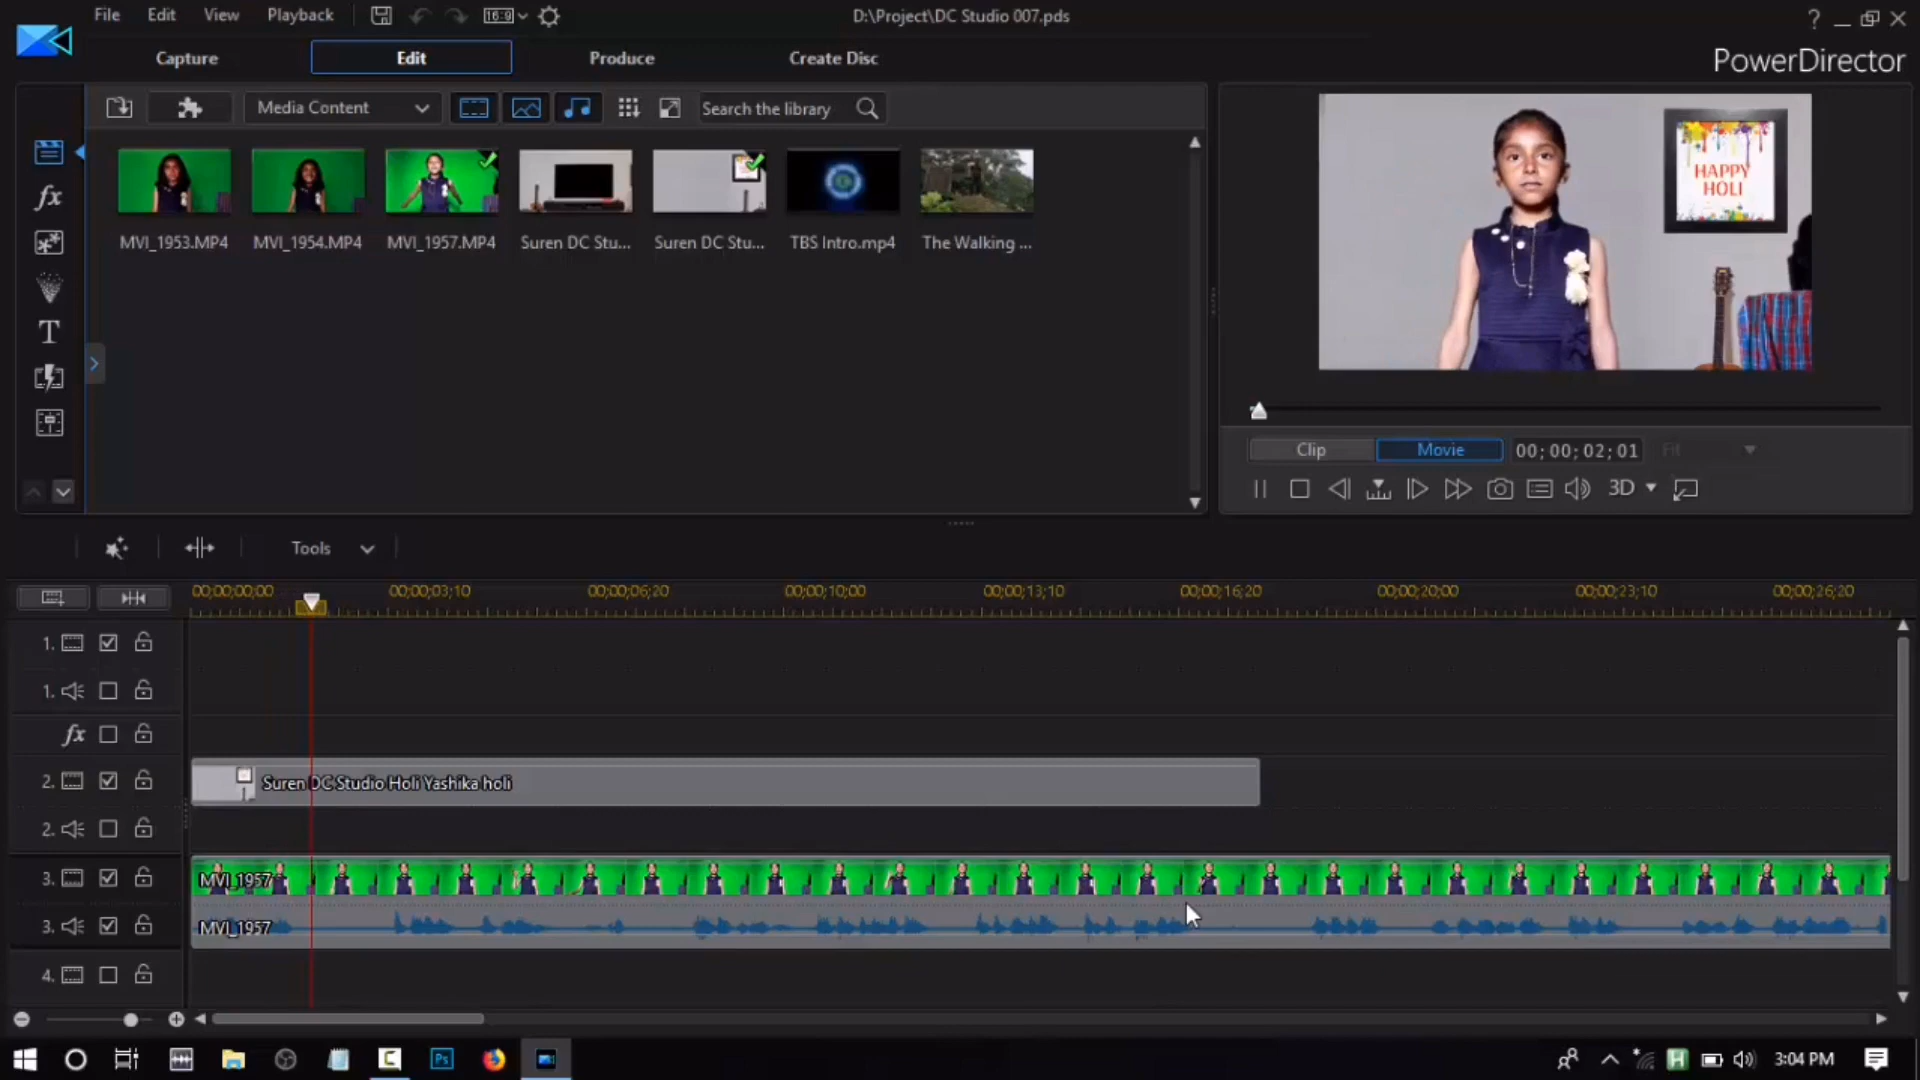 File Edit View Playback 16:9 D:\Project\DC Studio 007.pds ?
Capture Edit Produce Create Disc PowerDirector
Media Content Search the library
HAPPY
HOLI
fx
MVI_1953.MP4 MVI_1954.MP4 MVI_1957.MP4 Suren DC Stu... Suren DC Stu... TBS Intro.mp4 The Walking ...
T
Clip Movie 00;00;02;01 Fit
3D
Tools
00;00;00;00 00;00;03;10 00;00;06;20 00;00;10;00 00;00;13;10 00;00;16;20 00;00;20;00 00;00;23;10 00;00;26;20
1.
1.
fx
2. Suren DC Studio Holi Yashika holi
2.
3. MVI_1957
3. MVI_1957
4.
C Ps H 3:04 PM